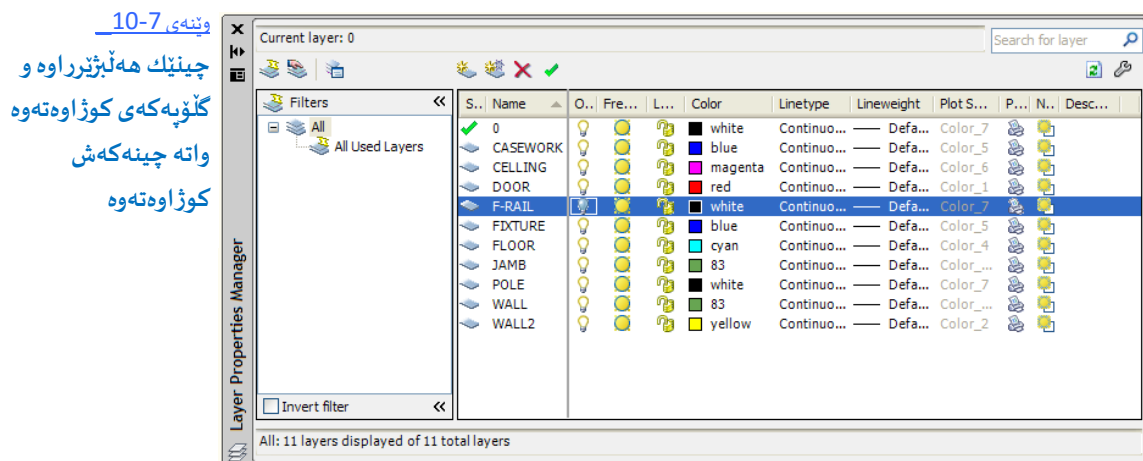 وێنەی 7-10
چینێك هەڵبژێرراوە و
گڵۆپەکەی کوژاوەتەوە
واتە چینەکەش
کوژاوەتەوە
Current layer: 0
Search for layer
Filters
All
All Used Layers
Invert filter
S.. Name O.. Fre... L... Color Linetype Lineweight Plot S... P... N.. Desc...
0 white Continuo... Defa... Color_7
CASEWORK blue Continuo... Defa... Color_5
CELLING magenta Continuo... Defa... Color_6
DOOR red Continuo... Defa... Color_1
F-RAIL white Continuo... Defa... Color_7
FIXTURE blue Continuo... Defa... Color_5
FLOOR cyan Continuo... Defa... Color_4
JAMB 83 Continuo... Defa... Color_...
POLE white Continuo... Defa... Color_7
WALL 83 Continuo... Defa... Color_...
WALL2 yellow Continuo... Defa... Color_2
Layer Properties Manager
All: 11 layers displayed of 11 total layers